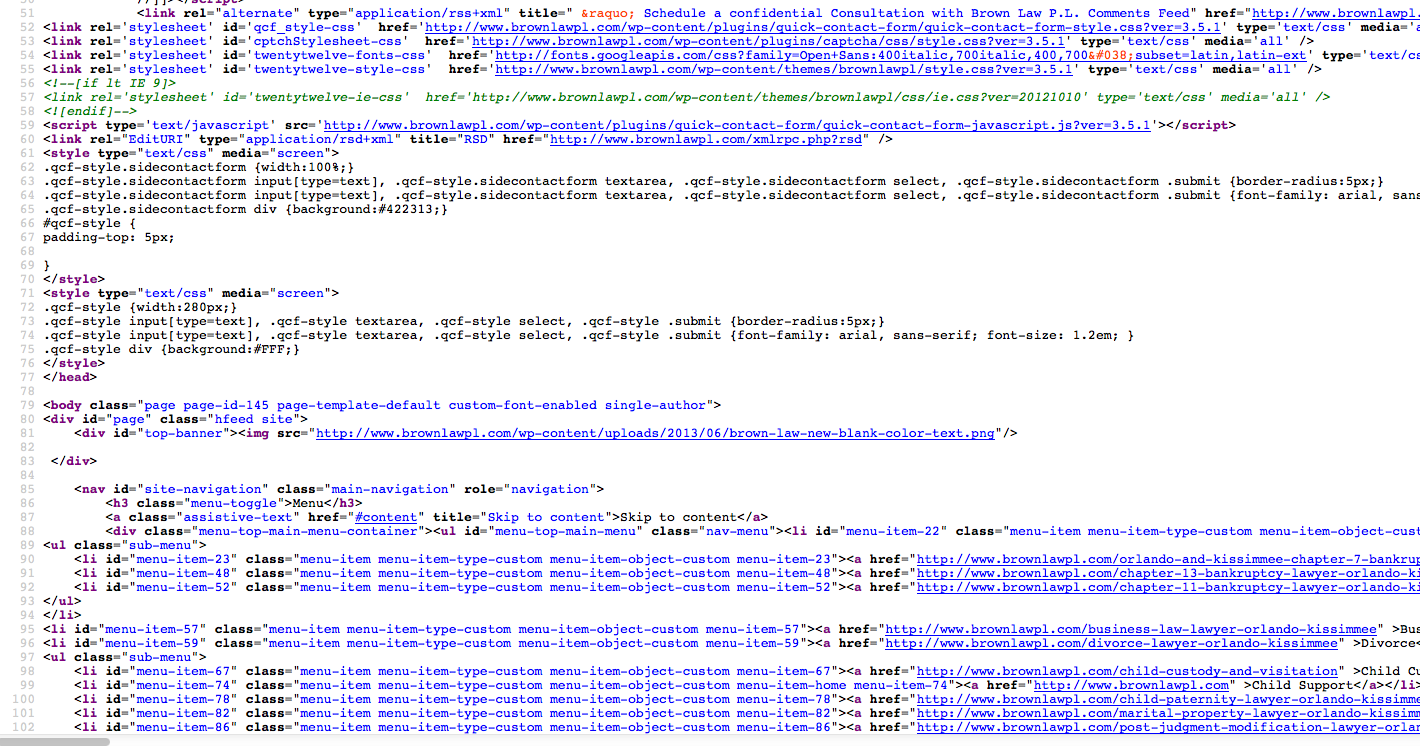 //]]></script>
51 <link rel="alternate" type="application/rss+xml" title=" &raquo; Schedule a confidential Consultation with Brown Law P.L. Comments Feed" href="http://www.brownlawpl.
52 <link rel='stylesheet' id='qcf_style-css'  href='http://www.brownlawpl.com/wp-content/plugins/quick-contact-form/quick-contact-form-style.css?ver=3.5.1' type='text/css' media='a
53 <link rel='stylesheet' id='cptchStylesheet-css'  href='http://www.brownlawpl.com/wp-content/plugins/captcha/css/style.css?ver=3.5.1' type='text/css' media='all' />
54 <link rel='stylesheet' id='twentytwelve-fonts-css'  href='http://fonts.googleapis.com/css?family=Open+Sans:400italic,700italic,400,700&#038;subset=latin,latin-ext' type='text/cs
55 <link rel='stylesheet' id='twentytwelve-style-css'  href='http://www.brownlawpl.com/wp-content/themes/brownlawpl/style.css?ver=3.5.1' type='text/css' media='all' />
56 <!--[if lt IE 9]>
57 <link rel='stylesheet' id='twentytwelve-ie-css'  href='http://www.brownlawpl.com/wp-content/themes/brownlawpl/css/ie.css?ver=20121010' type='text/css' media='all' />
58 <![endif]-->
59 <script type='text/javascript' src='http://www.brownlawpl.com/wp-content/plugins/quick-contact-form/quick-contact-form-javascript.js?ver=3.5.1'></script>
60 <link rel="EditURI" type="application/rsd+xml" title="RSD" href="http://www.brownlawpl.com/xmlrpc.php?rsd" />
61 <style type="text/css" media="screen">
62 .qcf-style.sidecontactform {width:100%;}
63 .qcf-style.sidecontactform input[type=text], .qcf-style.sidecontactform textarea, .qcf-style.sidecontactform select, .qcf-style.sidecontactform .submit {border-radius:5px;}
64 .qcf-style.sidecontactform input[type=text], .qcf-style.sidecontactform textarea, .qcf-style.sidecontactform select, .qcf-style.sidecontactform .submit {font-family: arial, sans
65 .qcf-style.sidecontactform div {background:#422313;}
66 #qcf-style {
67 padding-top: 5px;
68
69 }
70 </style>
71 <style type="text/css" media="screen">
72 .qcf-style {width:280px;}
73 .qcf-style input[type=text], .qcf-style textarea, .qcf-style select, .qcf-style .submit {border-radius:5px;}
74 .qcf-style input[type=text], .qcf-style textarea, .qcf-style select, .qcf-style .submit {font-family: arial, sans-serif; font-size: 1.2em; }
75 .qcf-style div {background:#FFF;}
76 </style>
77 </head>
78
79 <body class="page page-id-145 page-template-default custom-font-enabled single-author">
80 <div id="page" class="hfeed site">
81 <div id="top-banner"><img src="http://www.brownlawpl.com/wp-content/uploads/2013/06/brown-law-new-blank-color-text.png"/>
82
83 </div>
84
85 <nav id="site-navigation" class="main-navigation" role="navigation">
86 <h3 class="menu-toggle">Menu</h3>
87 <a class="assistive-text" href="#content" title="Skip to content">Skip to content</a>
88 <div class="menu-top-main-menu-container"><ul id="menu-top-main-menu" class="nav-menu"><li id="menu-item-22" class="menu-item menu-item-type-custom menu-item-object-custom men
89 <ul class="sub-menu">
90 <li id="menu-item-23" class="menu-item menu-item-type-custom menu-item-object-custom menu-item-23"><a href="http://www.brownlawpl.com/orlando-and-kissimmee-chapter-7-bankrup
91 <li id="menu-item-48" class="menu-item menu-item-type-custom menu-item-object-custom menu-item-48"><a href="http://www.brownlawpl.com/chapter-13-bankruptcy-lawyer-orlando-ki
92 <li id="menu-item-52" class="menu-item menu-item-type-custom menu-item-object-custom menu-item-52"><a href="http://www.brownlawpl.com/chapter-11-bankruptcy-lawyer-orlando-ki
93 </ul>
94 </li>
95 <li id="menu-item-57" class="menu-item menu-item-type-custom menu-item-object-custom menu-item-57"><a href="http://www.brownlawpl.com/business-law-lawyer-orlando-kissimmee" >Bus
96 <li id="menu-item-59" class="menu-item menu-item-type-custom menu-item-object-custom menu-item-59"><a href="http://www.brownlawpl.com/divorce-lawyer-orlando-kissimmee" >Divorce<
97 <ul class="sub-menu">
98 <li id="menu-item-67" class="menu-item menu-item-type-custom menu-item-object-custom menu-item-67"><a href="http://www.brownlawpl.com/child-custody-and-visitation" >Child Cu
99 <li id="menu-item-74" class="menu-item menu-item-type-custom menu-item-object-custom menu-item-home menu-item-74"><a href="http://www.brownlawpl.com" >Child Support</a></li>
100 <li id="menu-item-78" class="menu-item menu-item-type-custom menu-item-object-custom menu-item-78"><a href="http://www.brownlawpl.com/child-paternity-lawyer-orlando-kissimme
101 <li id="menu-item-82" class="menu-item menu-item-type-custom menu-item-object-custom menu-item-82"><a href="http://www.brownlawpl.com/marital-property-lawyer-orlando-kissimm
102 <li id="menu-item-86" class="menu-item menu-item-type-custom menu-item-object-custom menu-item-86"><a href="http://www.brownlawpl.com/post-judgment-modification-lawyer-orlan